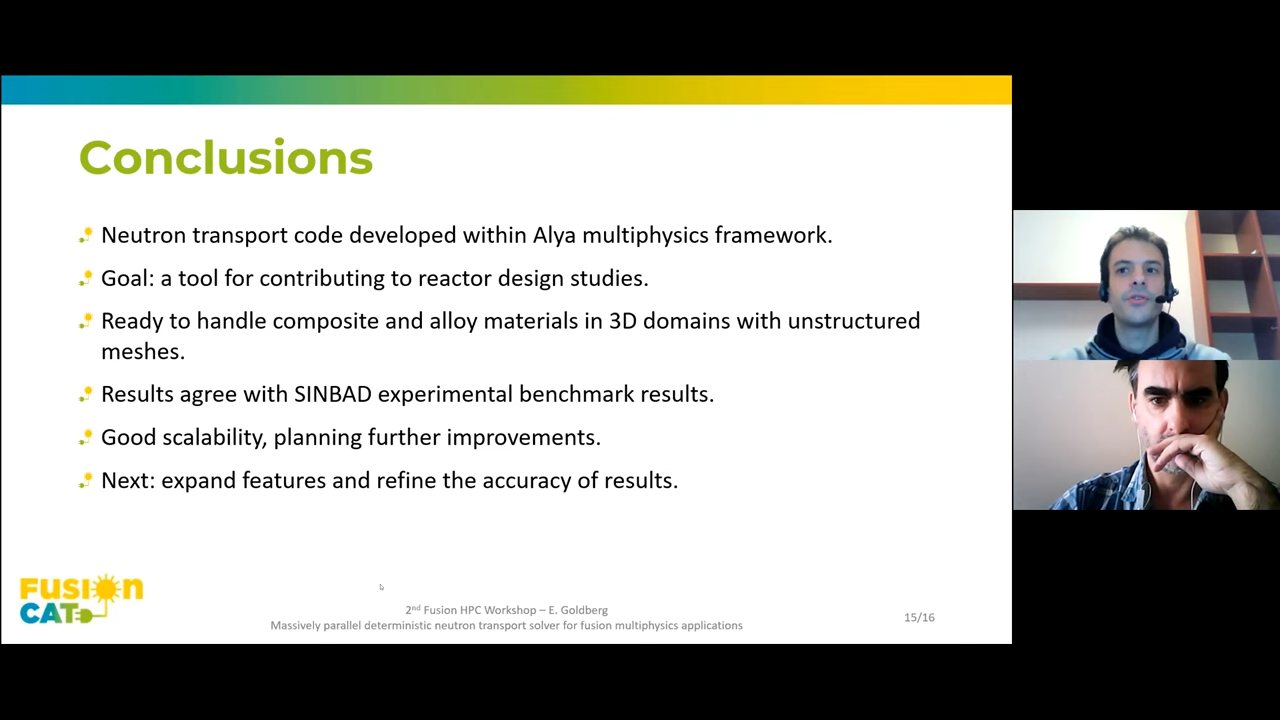 Conclusions
Neutron transport code developed within Alya multiphysics framework.
Goal: a tool for contributing to reactor design studies.
Ready to handle composite and alloy materials in 3D domains with unstructured
meshes.
Results agree with SINBAD experimental benchmark results.
Good scalability, planning further improvements.
Next: expand features and refine the accuracy of results.
FUSION
CAT
2nd Fusion HPC Workshop – E. Goldberg
Massively parallel deterministic neutron transport solver for fusion multiphysics applications
15/16